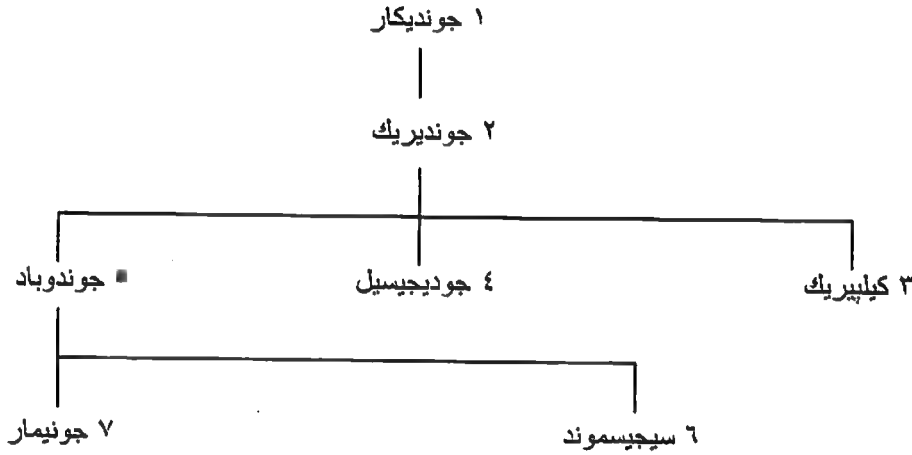 ١ جونديكار
٢ جونديريك
٣ كيلبيريك
٤ جوديجيسيل
جوندوباد
٦ سيجيسموند
٧ جونيمار